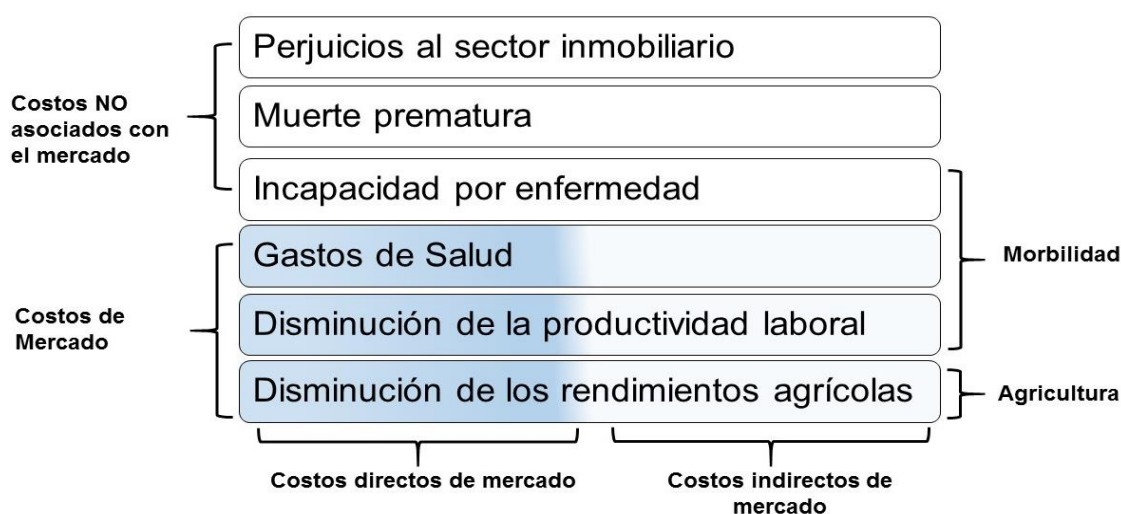 Perjuicios al sector inmobiliario
Costos NO
asociados con
el mercado
Muerte prematura
Incapacidad por enfermedad
Gastos de Salud
Morbilidad
Costos de
Mercado
Disminución de la productividad laboral
Disminución de los rendimientos agrícolas
Agricultura
Costos directos de mercado
Costos indirectos de
mercado